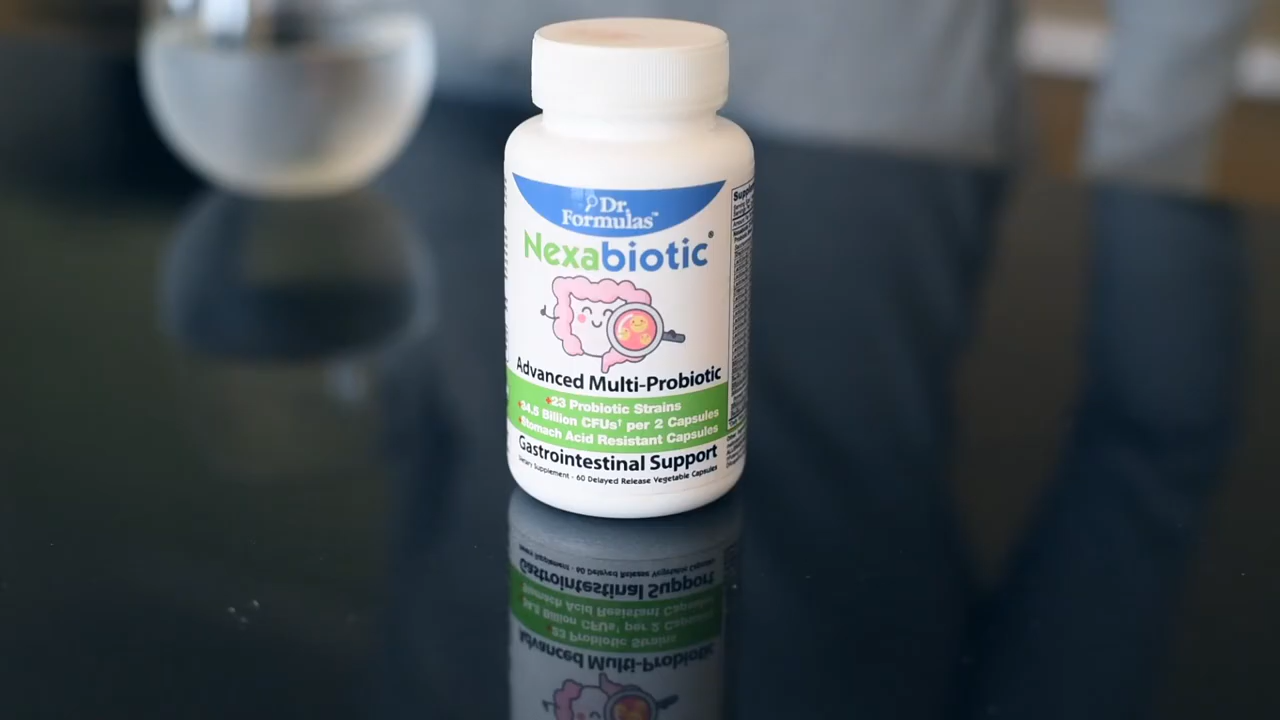 Dr.
Formulas™
Nexabiotic®
Advanced Multi-Probiotic
23 Probiotic Strains
34.5 Billion CFUs† per 2 Capsules
Stomach Acid Resistant Capsules
Gastrointestinal Support
Dietary Supplement - 60 Delayed Release Vegetable Capsules